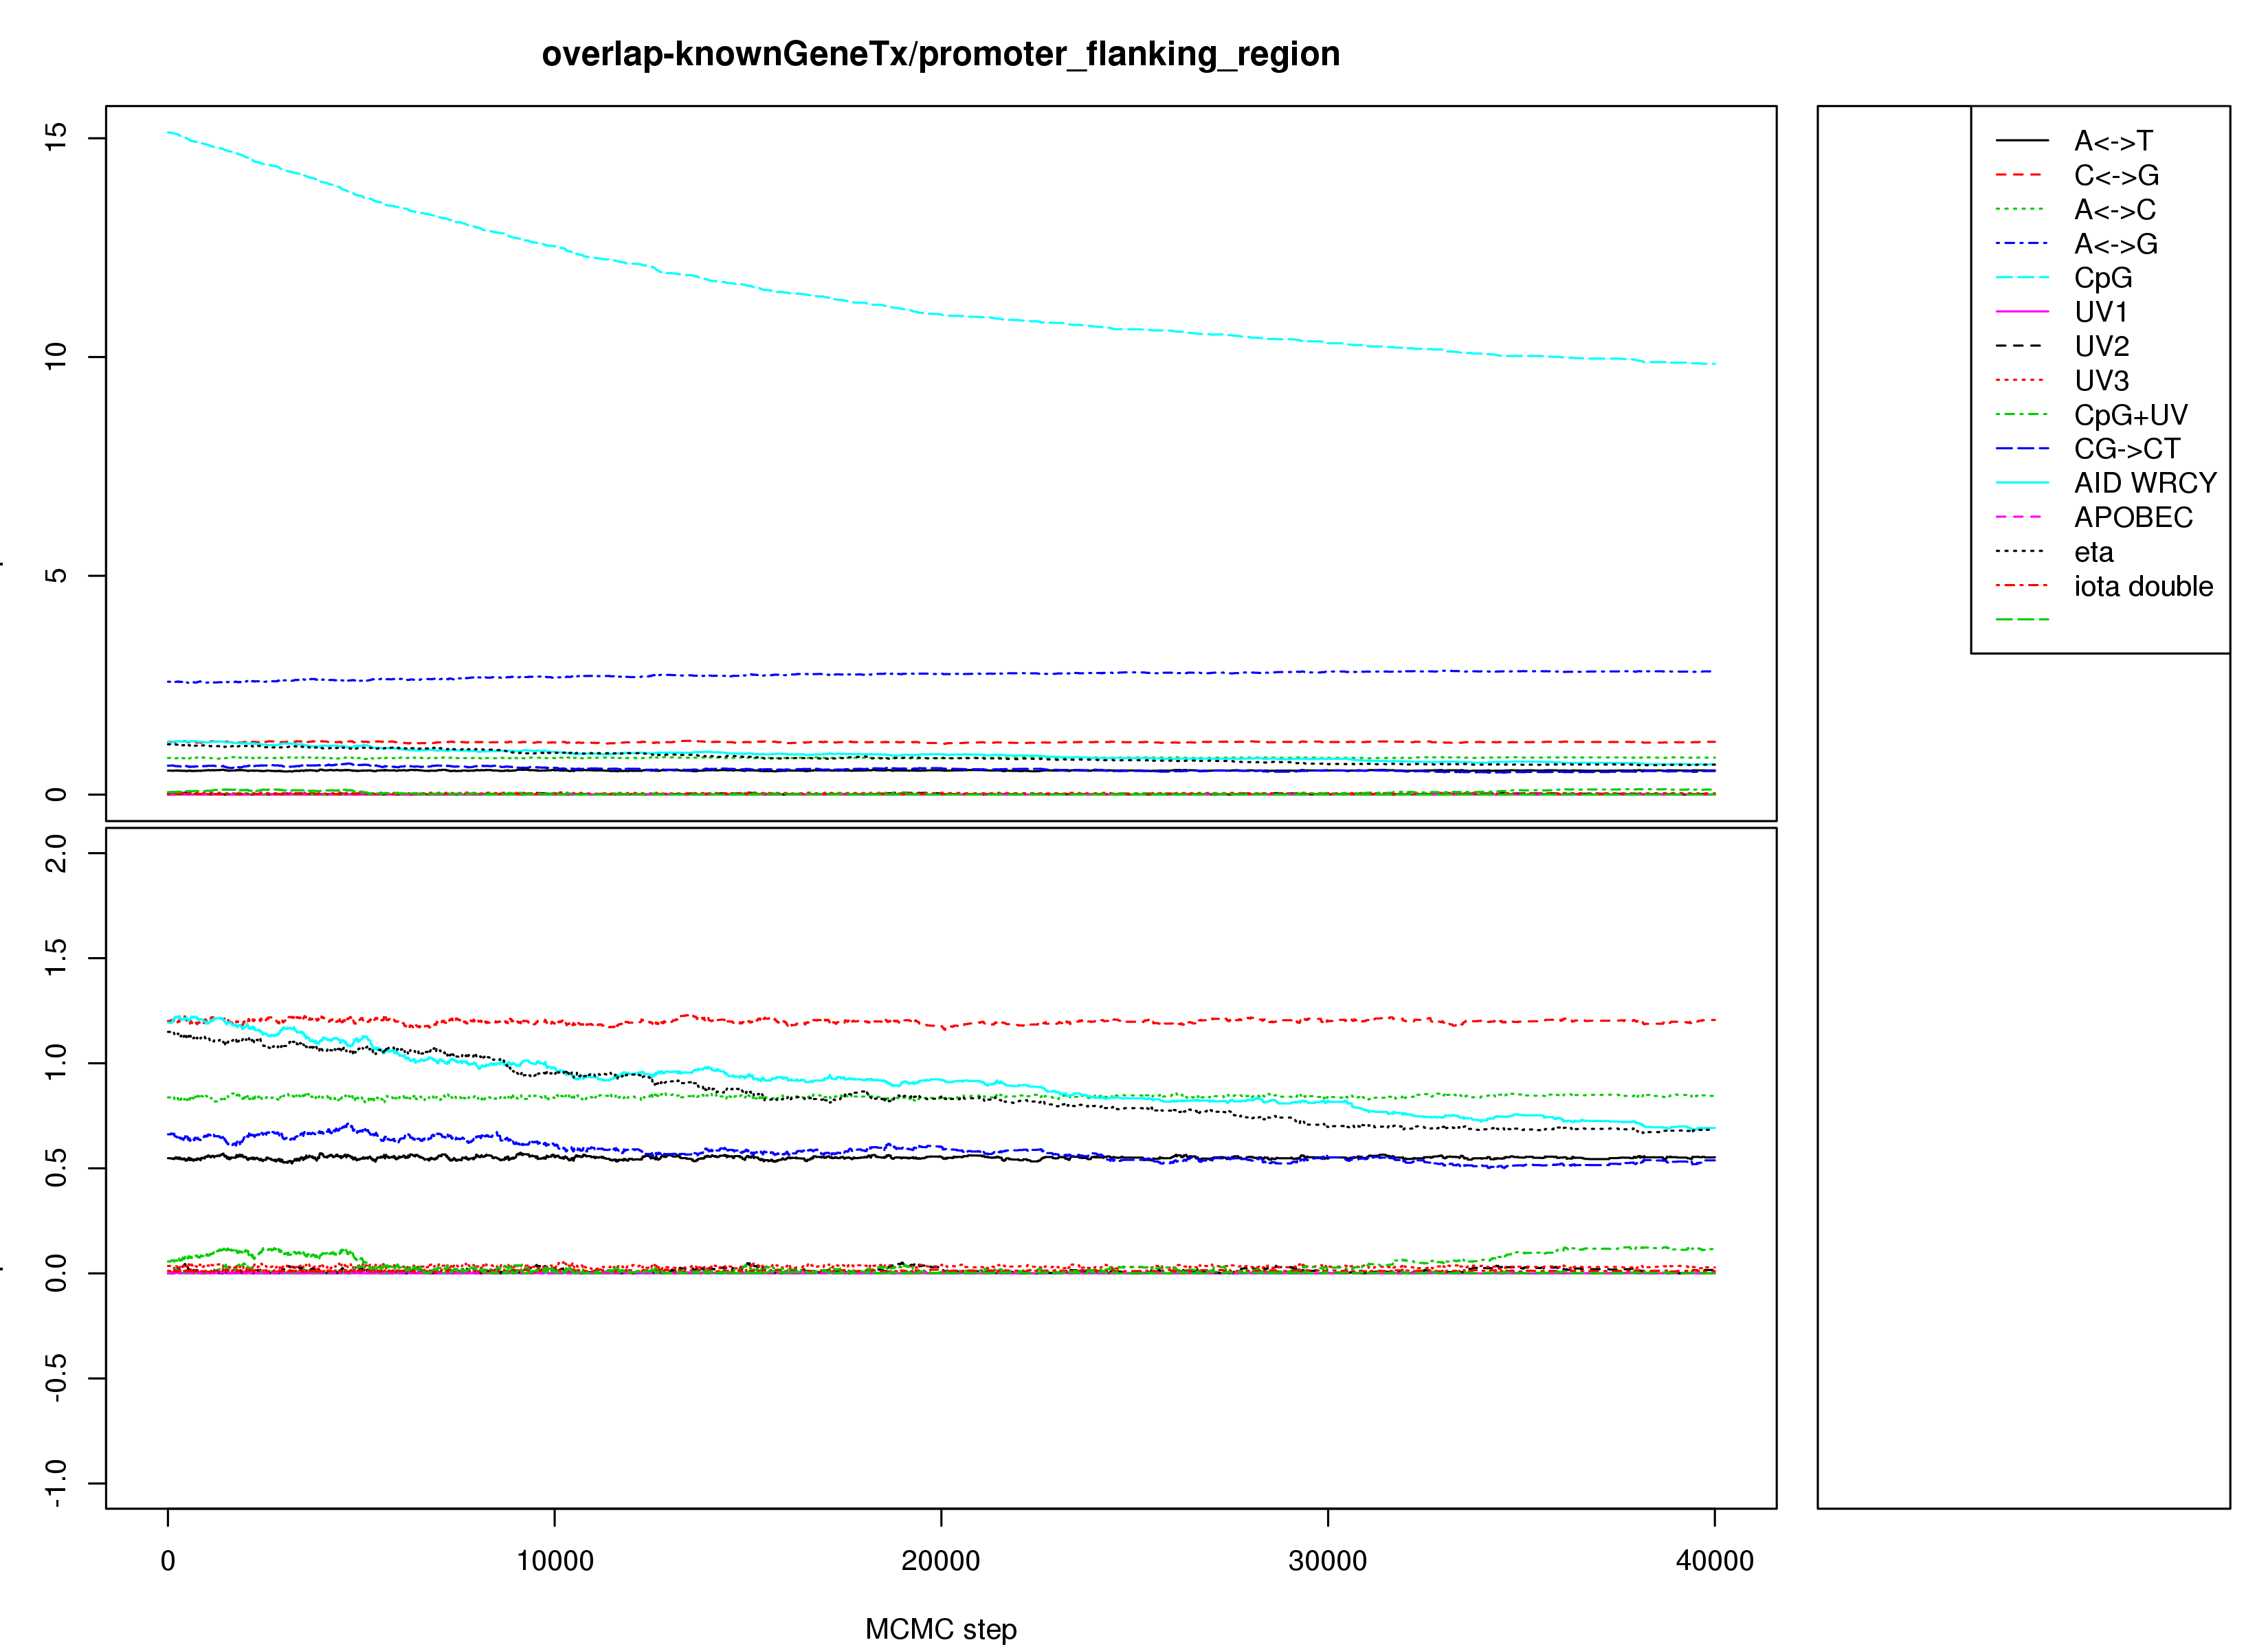 overlap-knownGeneTx/promoter_flanking_region
15
10
5
0
2.0
1.5
1.0
0.5
0.0
-0.5
-1.0
0 10000 20000 30000 40000
MCMC step
A<->T
C<->G
A<->C
A<->G
CpG
UV1
UV2
UV3
CpG+UV
CG->CT
AID WRCY
APOBEC
eta
iota double